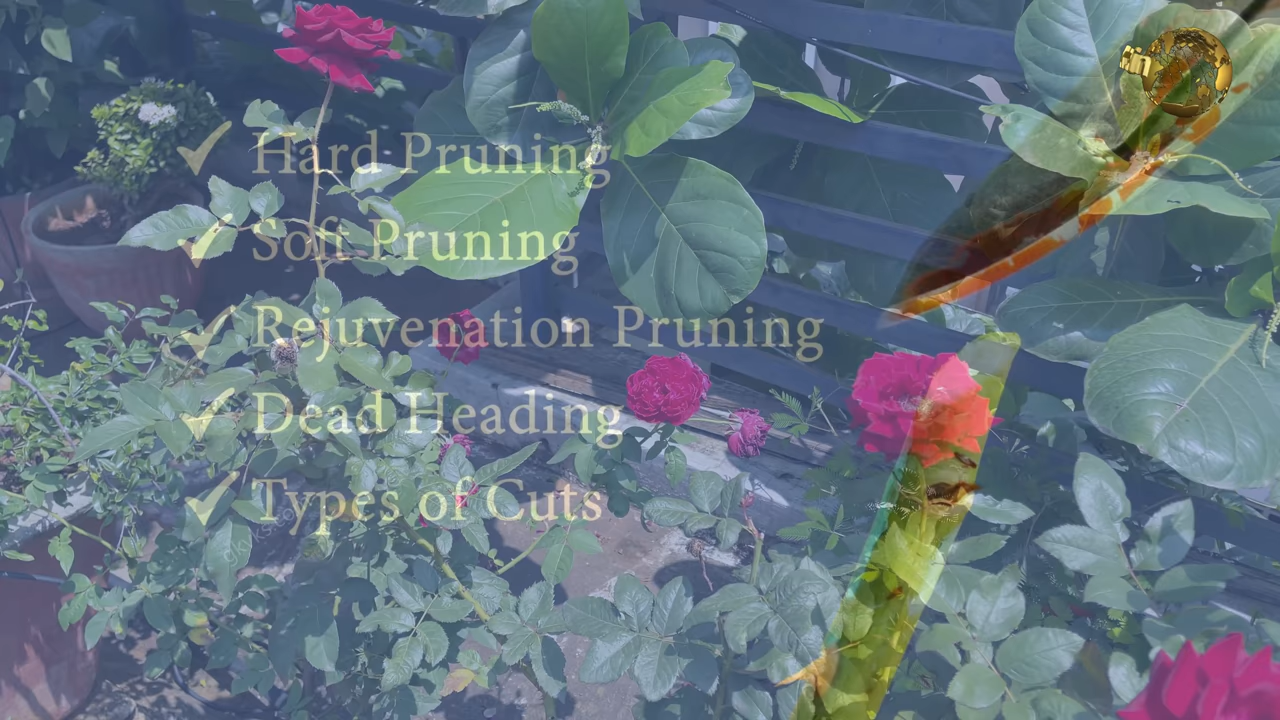 Hard Pruning
Soft Pruning
Rejuvenation Pruning
Dead Heading
Types of Cuts